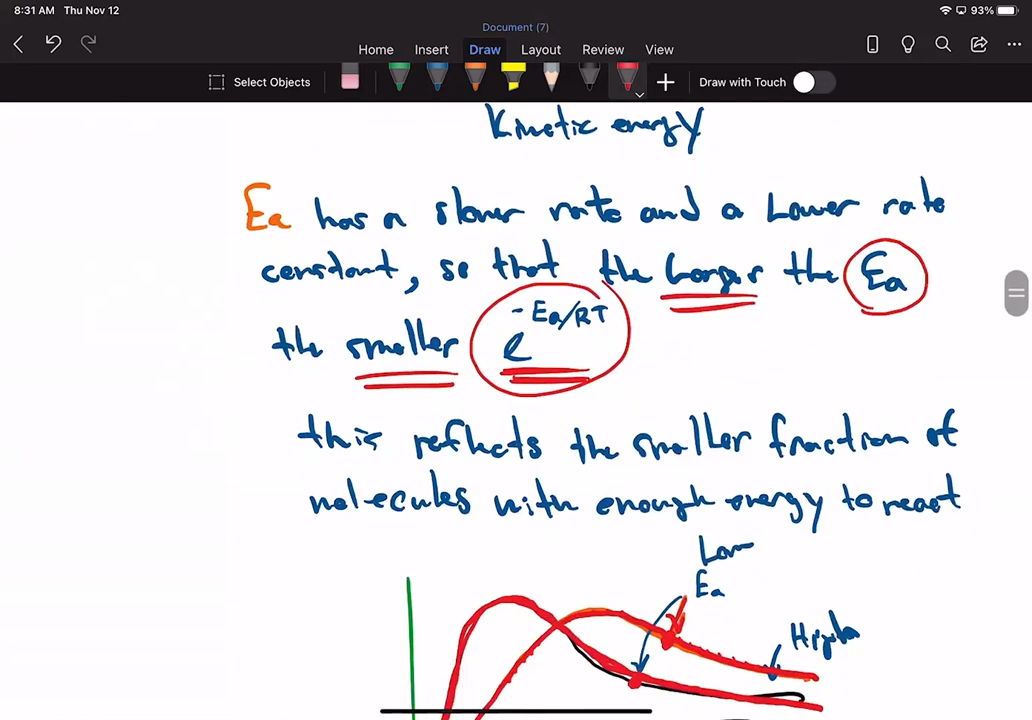 8:31 AM Thu Nov 12
93%
Document (7)
Home Insert Draw Layout Review View
Select Objects
Draw with Touch
Kinetic energy
Ea has a slower rate and a Lower rate
constant, so that the larger the Ea
the smaller e -Ea/RT
this reflects the smaller fraction of
molecules with enough energy to react
Low
Ea